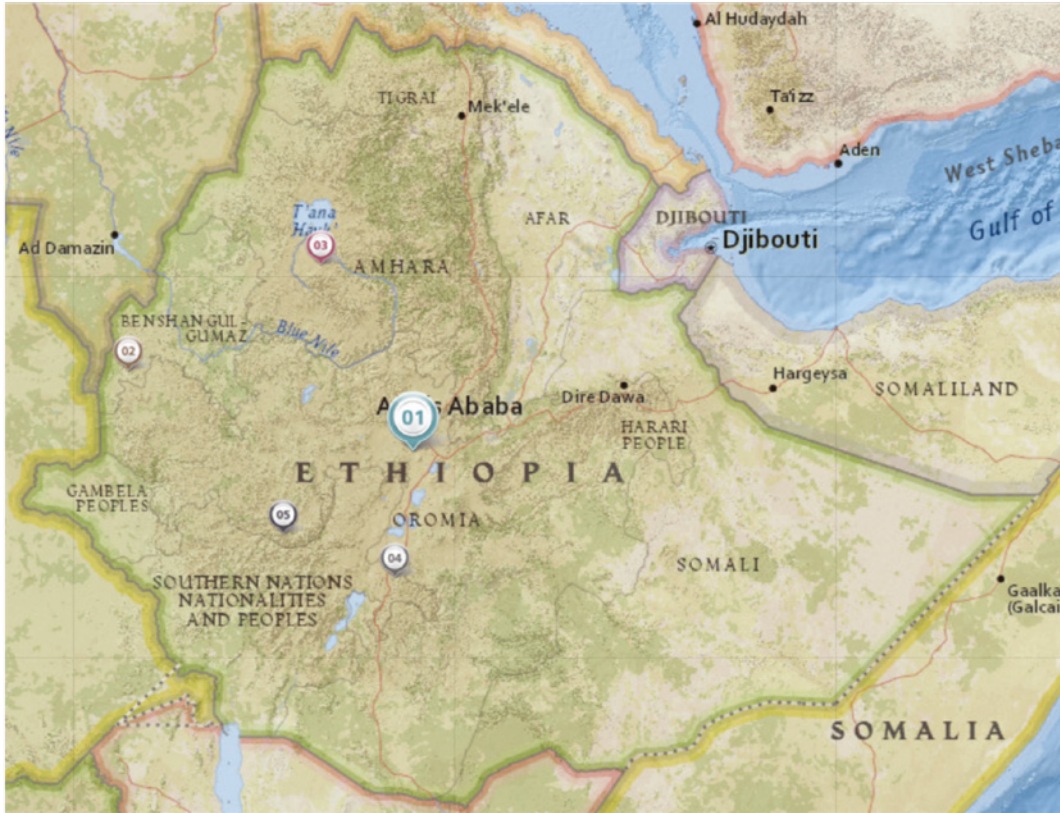 Al Hudaydah
TIGRAI
Mek'ele
Ta'izz
Aden
West Sheba
Gulf of
T'ana
03
AFAR
DJIBOUTI
Djibouti
Ad Damazin
AMHARA
BENSHANGUL-
GUMAZ
Blue Nile
02
Ababa
01
Dire Dawa
Hargeysa
SOMALILAND
HARARI
PEOPLE
ETHIOPIA
GAMBELA
PEOPLES
05
OROMIA
04
SOMALI
SOUTHERN NATIONS
NATIONALITIES
AND PEOPLES
Gaalka
(Galcai
SOMALIA